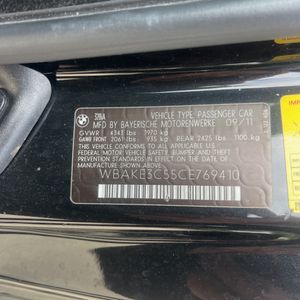 BMW
VEHICLE TYPE PASSENGER CAR
MFD BY BAYERISCHE MOTORENWERKE 09/11
GVWR 4343 lbs 1970 kg
FRONT 2061 lbs 935 kg REAR 2425 lbs 1100 kg
THIS VEHICLE CONFORMS TO ALL APPLICABLE
FEDERAL MOTOR VEHICLE SAFETY, BUMPER AND
THEFT PREVENTION STANDARDS IN EFFECT ON THE
DATE OF MANUFACTURE SHOWN ABOVE.
WBAKE3C55CE769410